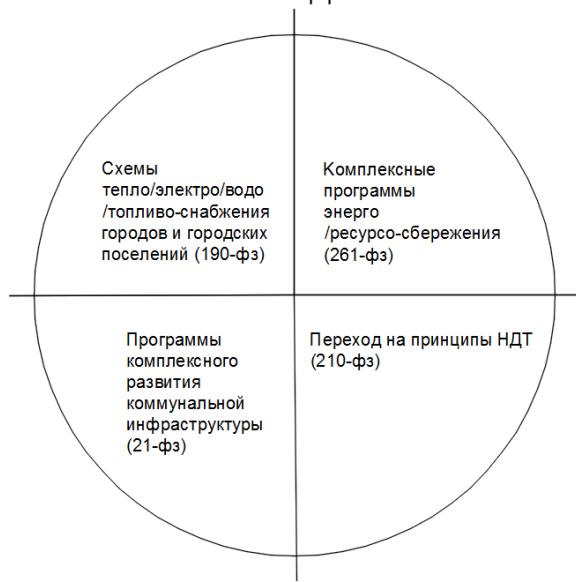 Схемы
тепло/электро/водо
/топливо-снабжения
городов и городских
поселений (190-фз)
Комплексные
программы
энерго
/ресурсо-сбережения
(261-фз)
Программы
комплексного
развития
коммунальной
инфраструктуры
(21-фз)
Переход на принципы НДТ
(210-фз)